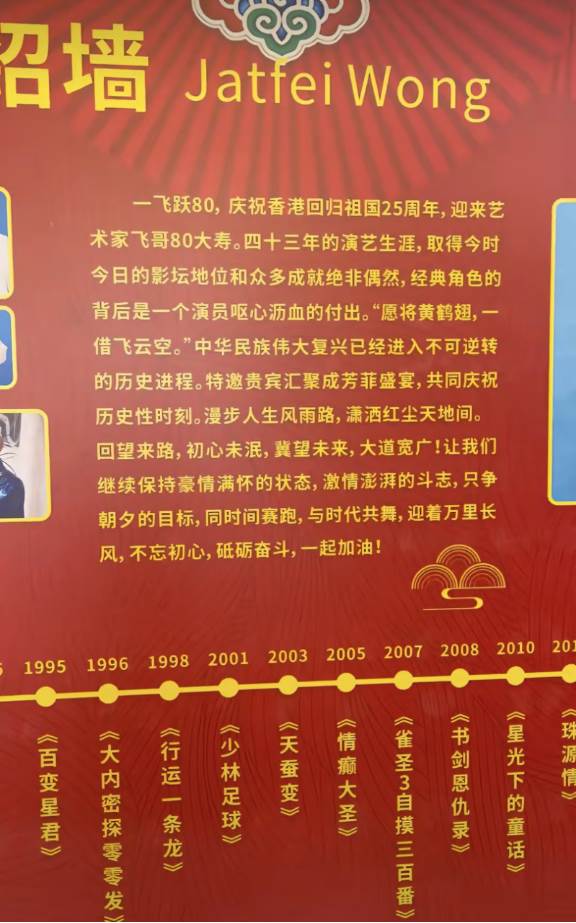 绍墙 Jatfei Wong
一飞跃80, 庆祝香港回归祖国25周年, 迎来艺
术家飞哥80大寿。四十三年的演艺生涯, 取得今时
今日的影坛地位和众多成就绝非偶然, 经典角色的
背后是一个演员呕心沥血的付出。“愿将黄鹤翅, 一
借飞云空。”中华民族伟大复兴已经进入不可逆转
的历史进程。特邀贵宾汇聚成芳菲盛宴, 共同庆祝
历史性时刻。漫步人生风雨路, 潇洒红尘天地间。
回望来路, 初心未泯, 冀望未来, 大道宽广!让我们
继续保持豪情满怀的状态, 激情澎湃的斗志, 只争
朝夕的目标, 同时间赛跑, 与时代共舞, 迎着万里长
风, 不忘初心, 砥砺奋斗, 一起加油!
1995 1996 1998 2001 2003 2005 2007 2008 2010
《百变星君》
《大内密探零零发》
《行运一条龙》
《少林足球》
《天蚕变》
《情癫大圣》
《雀圣3自摸三百番》
《书剑恩仇录》
《星光下的童话》
《珠源情》